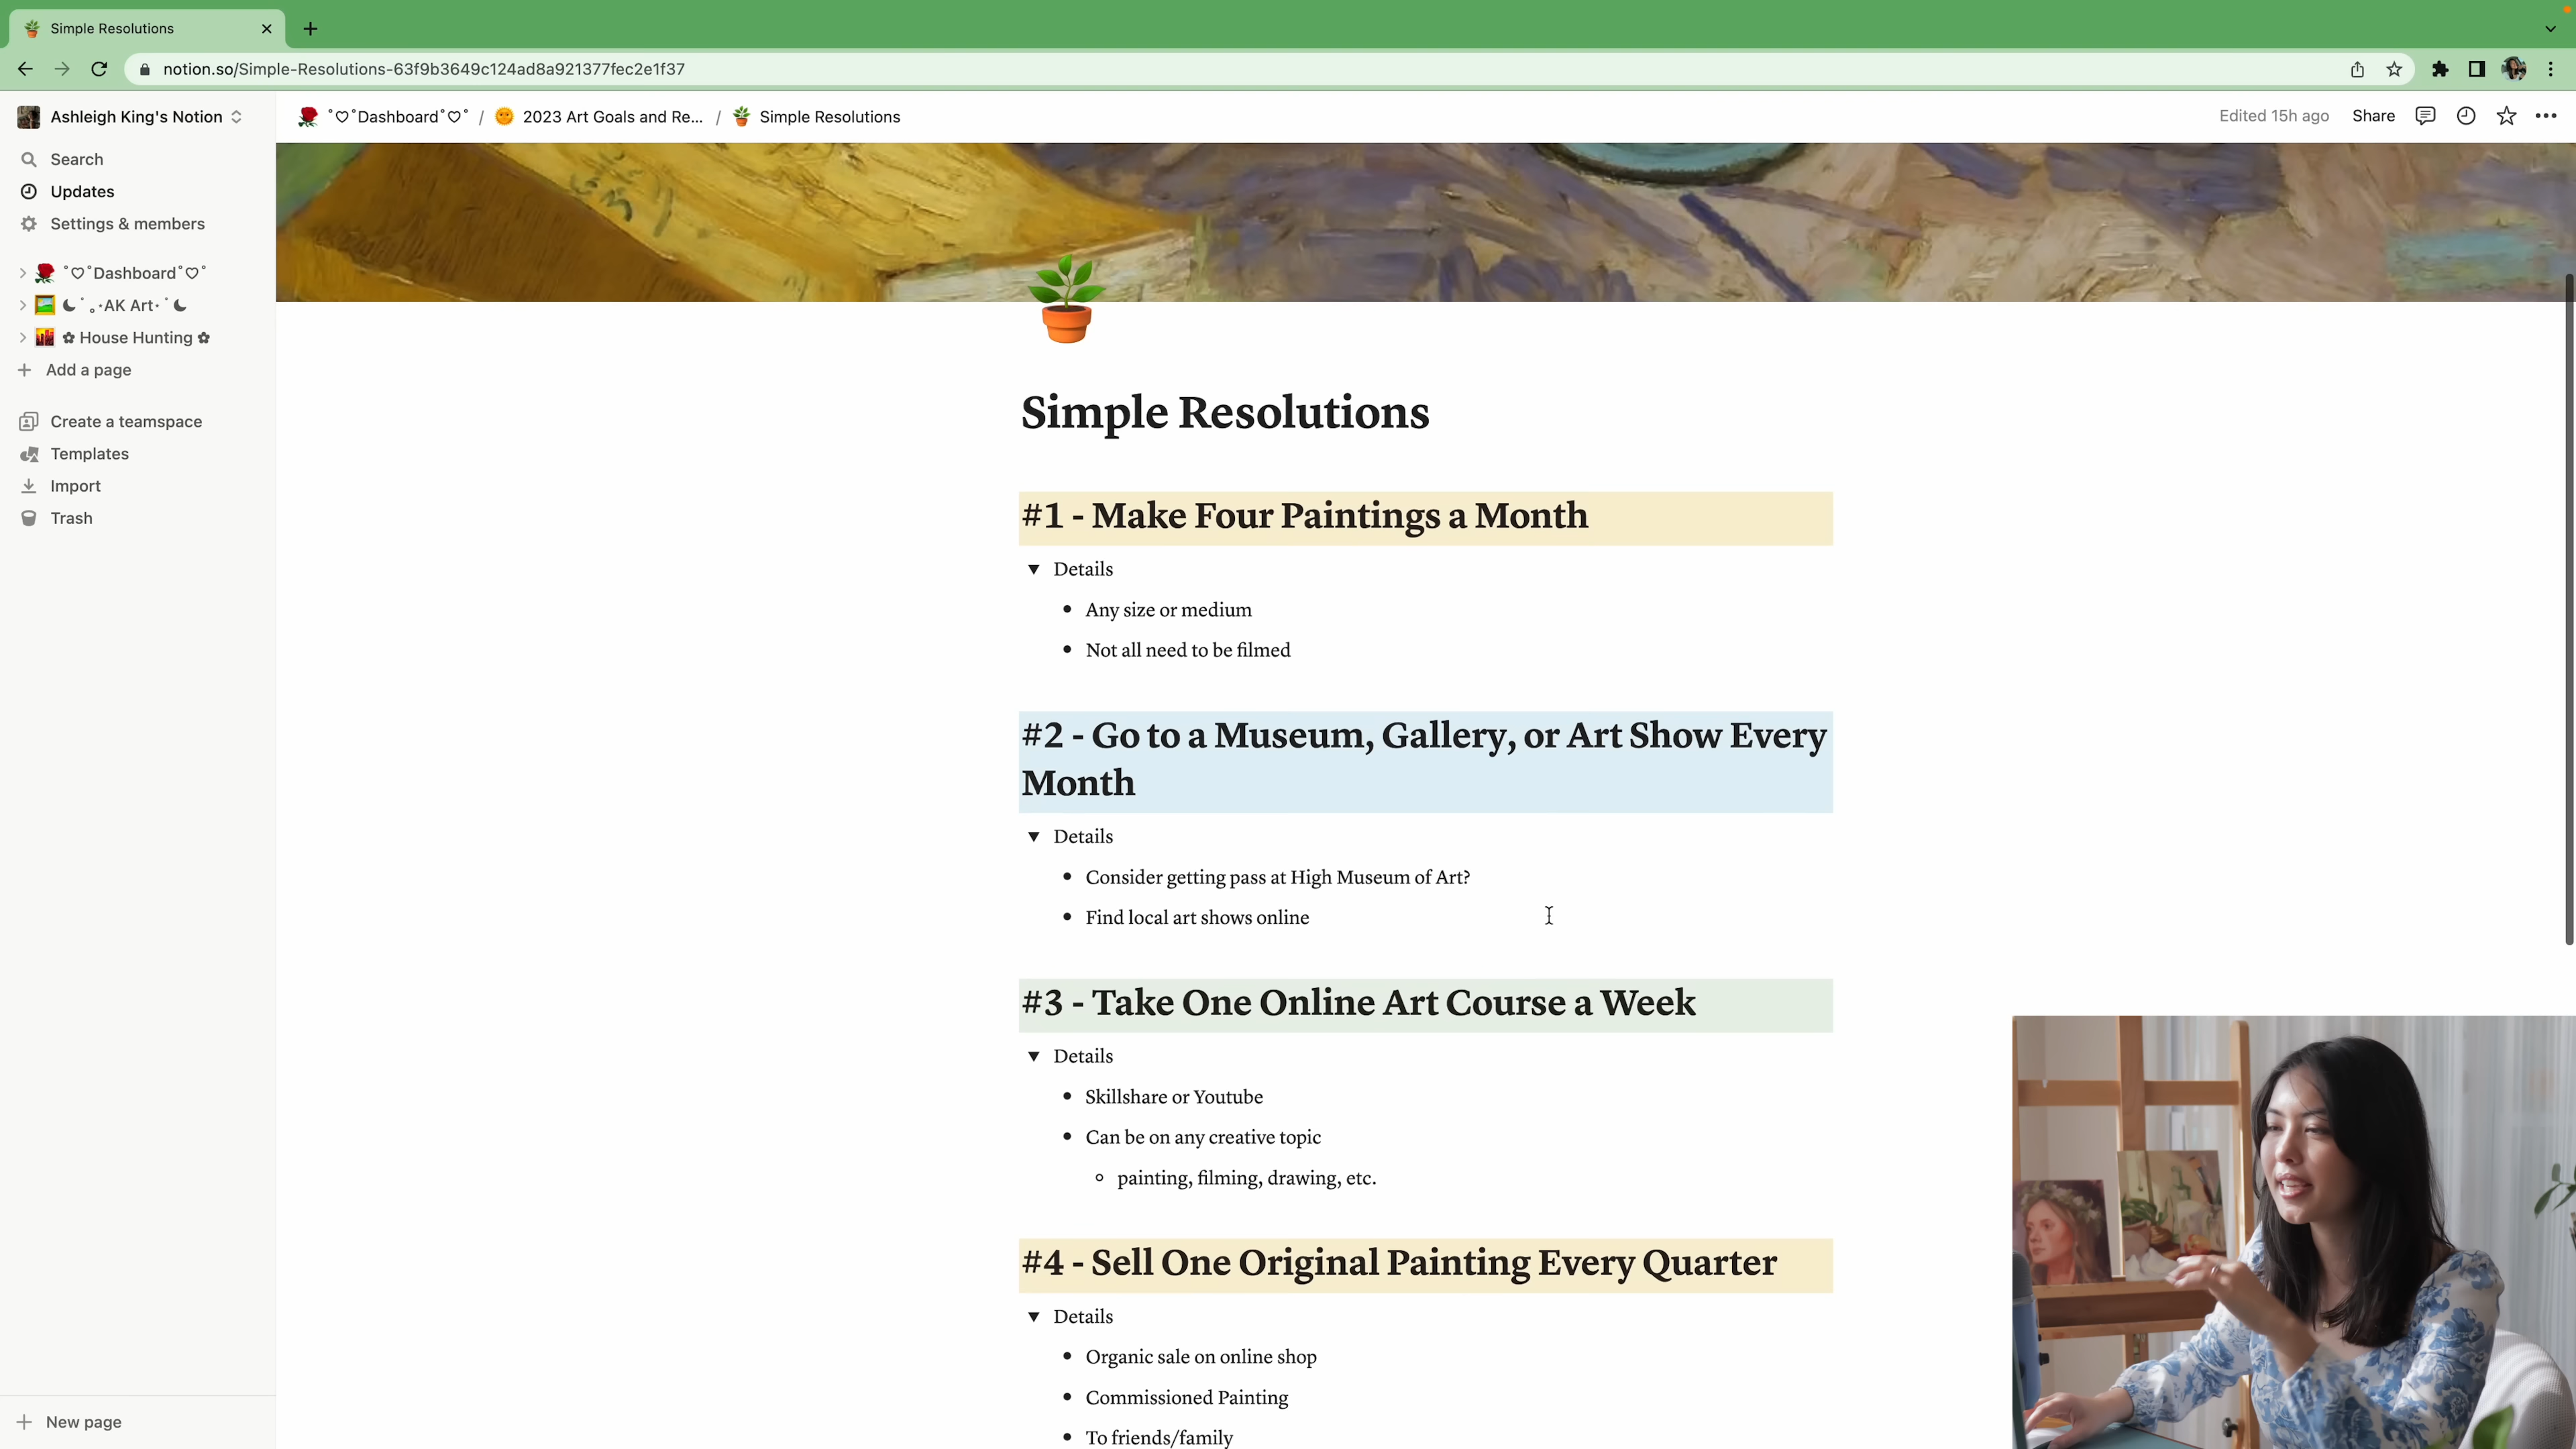 Simple Resolutions
notion.so/Simple-Resolutions-63f9b3649c124ad8a921377fec2e1f37
Ashleigh King's Notion
˚♡˚Dashboard˚♡˚ / 2023 Art Goals and Re... / Simple Resolutions
Edited 15h ago Share
Search
Updates
Settings & members
˚♡˚Dashboard˚♡˚
AK Art
✿ House Hunting ✿
Add a page
Create a teamspace
Templates
Import
Trash
New page
Simple Resolutions
#1 - Make Four Paintings a Month
Details
• Any size or medium
• Not all need to be filmed
#2 - Go to a Museum, Gallery, or Art Show Every
Month
Details
• Consider getting pass at High Museum of Art?
• Find local art shows online
#3 - Take One Online Art Course a Week
Details
• Skillshare or Youtube
• Can be on any creative topic
◦ painting, filming, drawing, etc.
#4 - Sell One Original Painting Every Quarter
Details
• Organic sale on online shop
• Commissioned Painting
• To friends/family